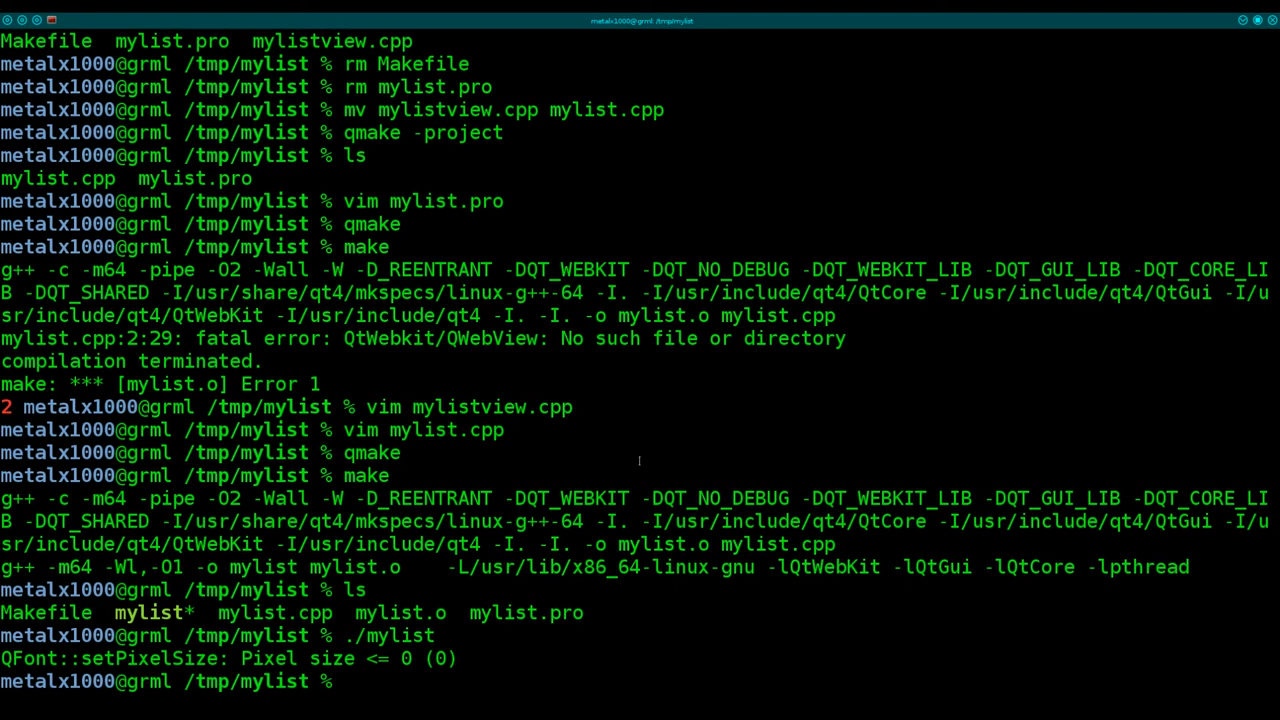 metalx1000@grml: /tmp/mylist
Makefile  mylist.pro  mylistview.cpp
metalx1000@grml /tmp/mylist % rm Makefile
metalx1000@grml /tmp/mylist % rm mylist.pro
metalx1000@grml /tmp/mylist % mv mylistview.cpp mylist.cpp
metalx1000@grml /tmp/mylist % qmake -project
metalx1000@grml /tmp/mylist % ls
mylist.cpp  mylist.pro
metalx1000@grml /tmp/mylist % vim mylist.pro
metalx1000@grml /tmp/mylist % qmake
metalx1000@grml /tmp/mylist % make
g++ -c -m64 -pipe -O2 -Wall -W -D_REENTRANT -DQT_WEBKIT -DQT_NO_DEBUG -DQT_WEBKIT_LIB -DQT_GUI_LIB -DQT_CORE_LI
B -DQT_SHARED -I/usr/share/qt4/mkspecs/linux-g++-64 -I. -I/usr/include/qt4/QtCore -I/usr/include/qt4/QtGui -I/u
sr/include/qt4/QtWebKit -I/usr/include/qt4 -I. -I. -o mylist.o mylist.cpp
mylist.cpp:2:29: fatal error: QtWebkit/QWebView: No such file or directory
compilation terminated.
make: *** [mylist.o] Error 1
2 metalx1000@grml /tmp/mylist % vim mylistview.cpp
metalx1000@grml /tmp/mylist % vim mylist.cpp
metalx1000@grml /tmp/mylist % qmake
metalx1000@grml /tmp/mylist % make
g++ -c -m64 -pipe -O2 -Wall -W -D_REENTRANT -DQT_WEBKIT -DQT_NO_DEBUG -DQT_WEBKIT_LIB -DQT_GUI_LIB -DQT_CORE_LI
B -DQT_SHARED -I/usr/share/qt4/mkspecs/linux-g++-64 -I. -I/usr/include/qt4/QtCore -I/usr/include/qt4/QtGui -I/u
sr/include/qt4/QtWebKit -I/usr/include/qt4 -I. -I. -o mylist.o mylist.cpp
g++ -m64 -Wl,-O1 -o mylist mylist.o    -L/usr/lib/x86_64-linux-gnu -lQtWebKit -lQtGui -lQtCore -lpthread
metalx1000@grml /tmp/mylist % ls
Makefile  mylist*  mylist.cpp  mylist.o  mylist.pro
metalx1000@grml /tmp/mylist % ./mylist
QFont::setPixelSize: Pixel size <= 0 (0)
metalx1000@grml /tmp/mylist %